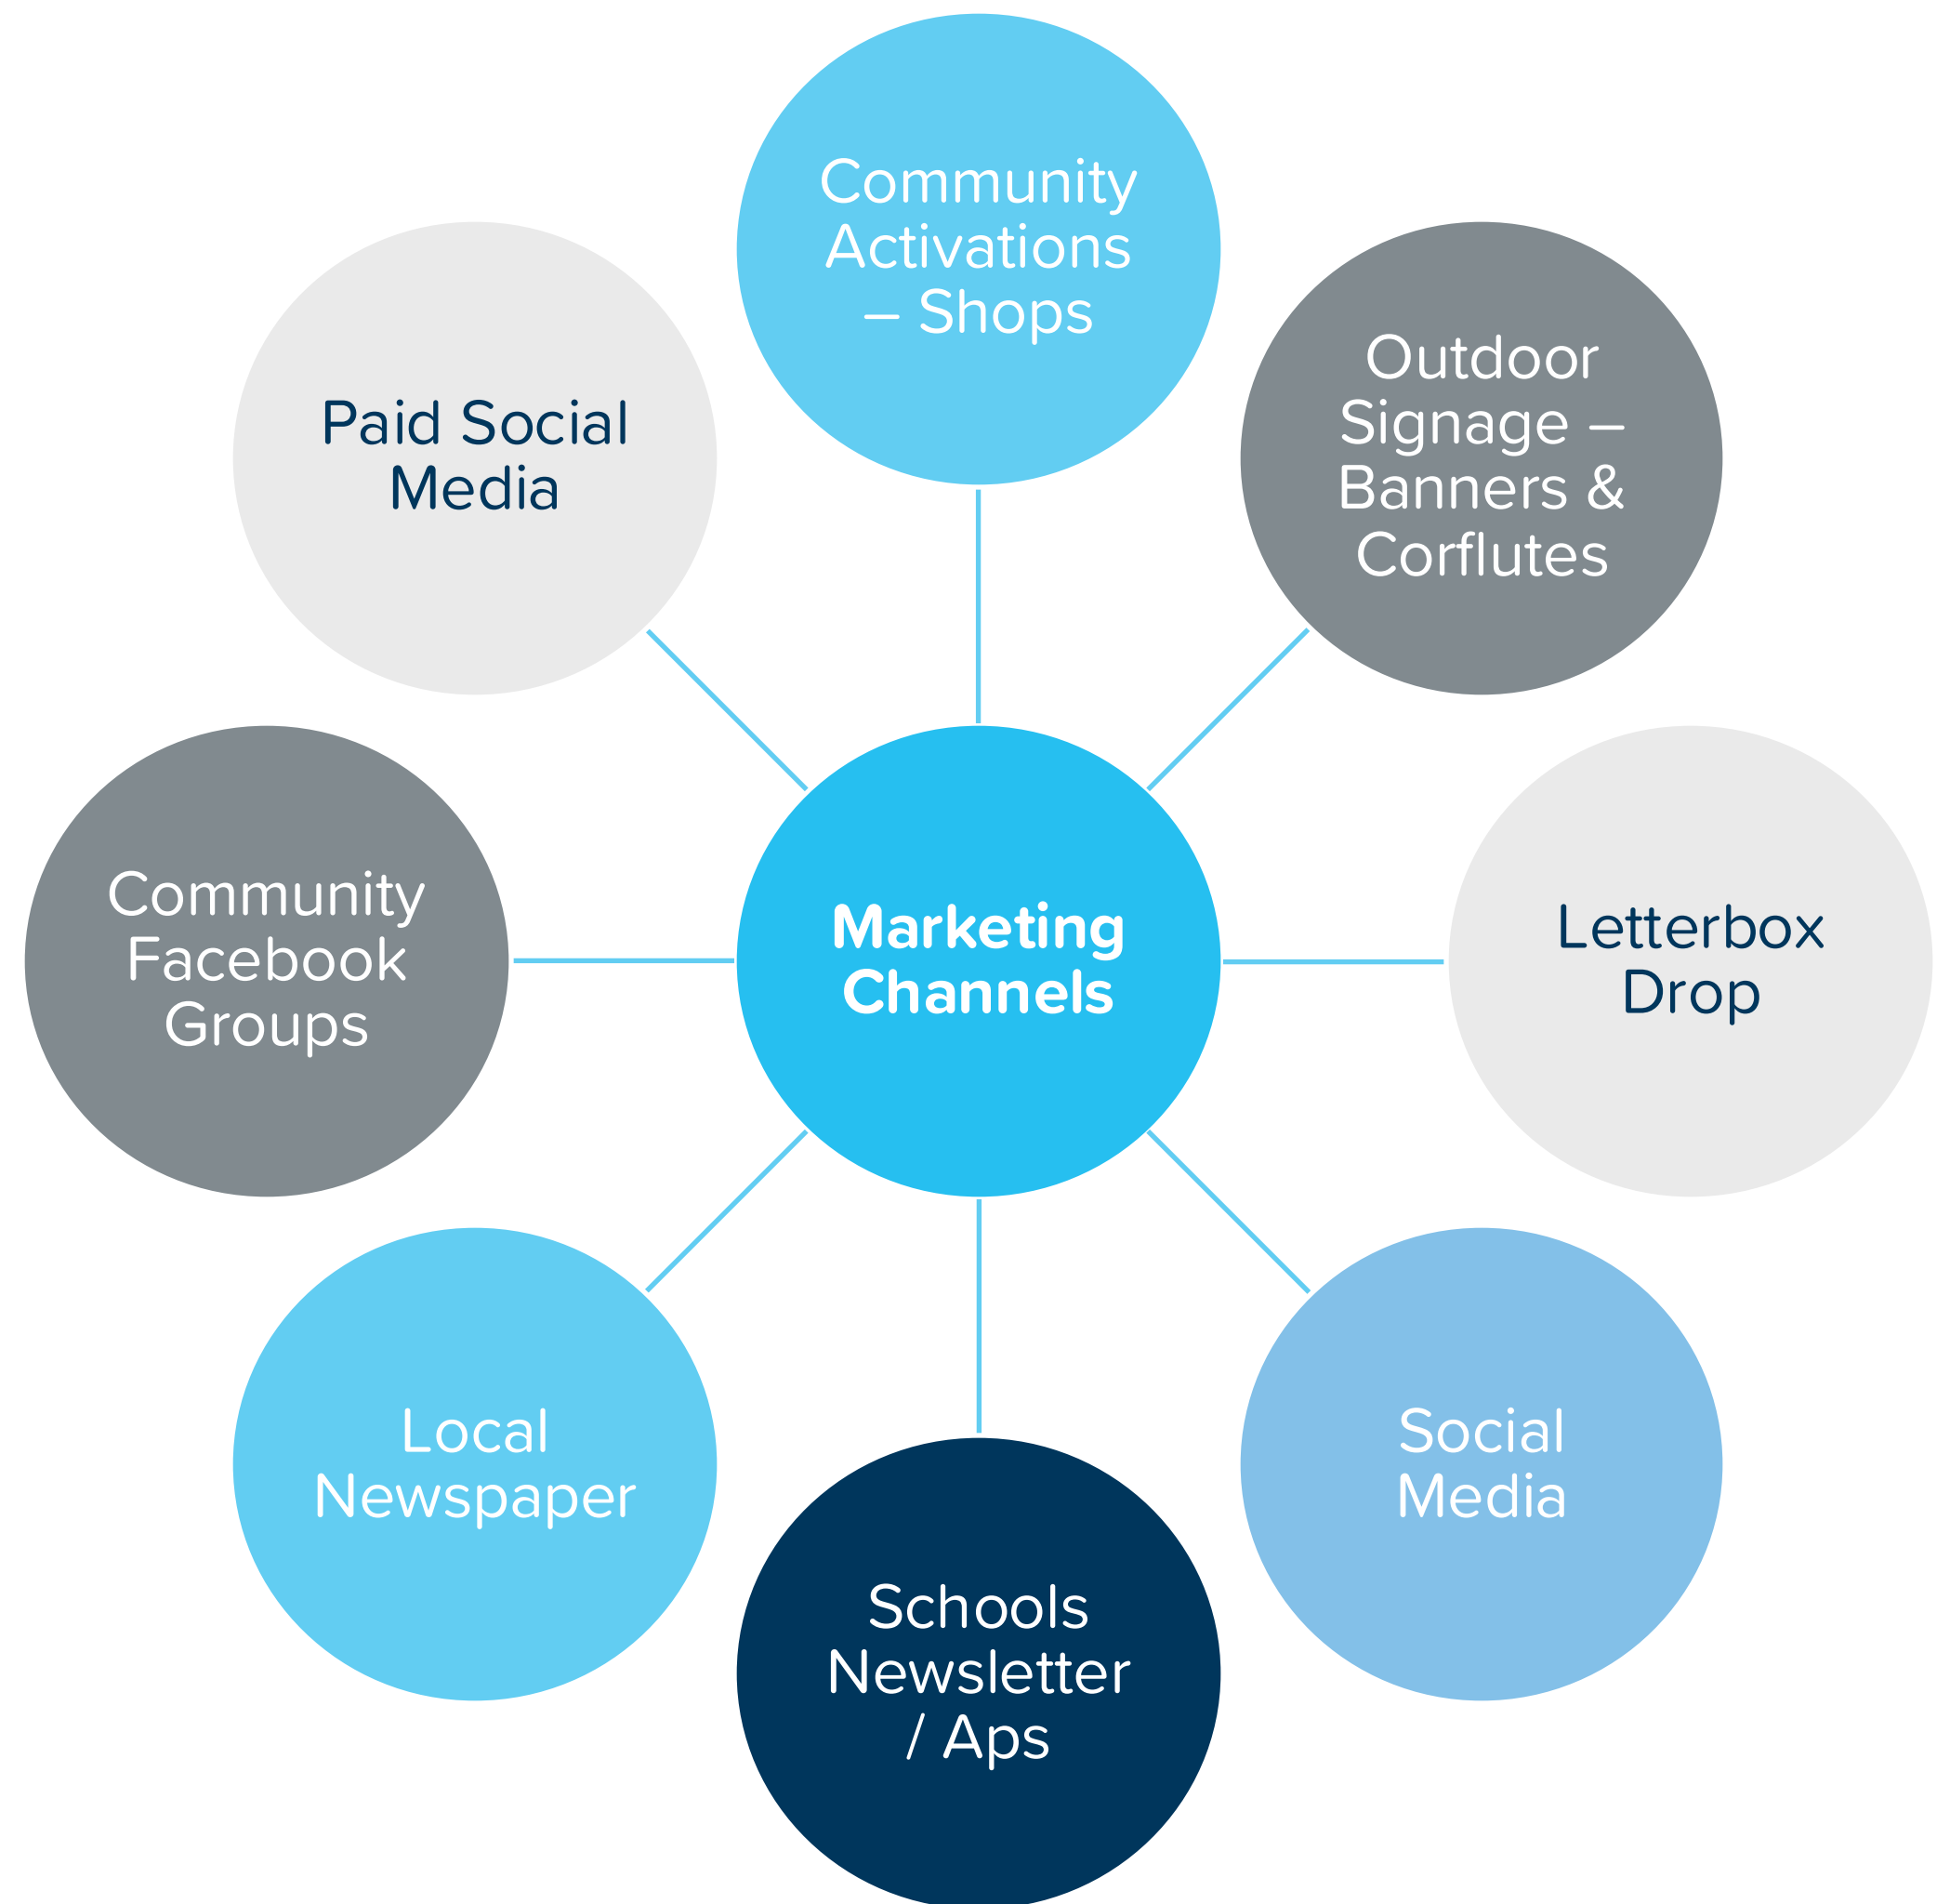 Community
Activations
— Shops
Outdoor
Signage —
Banners &
Corflutes
Paid Social
Media
Community
Facebook
Groups
Marketing
Channels
Letterbox
Drop
Local
Newspaper
Social
Media
Schools
Newsletter
/ Aps